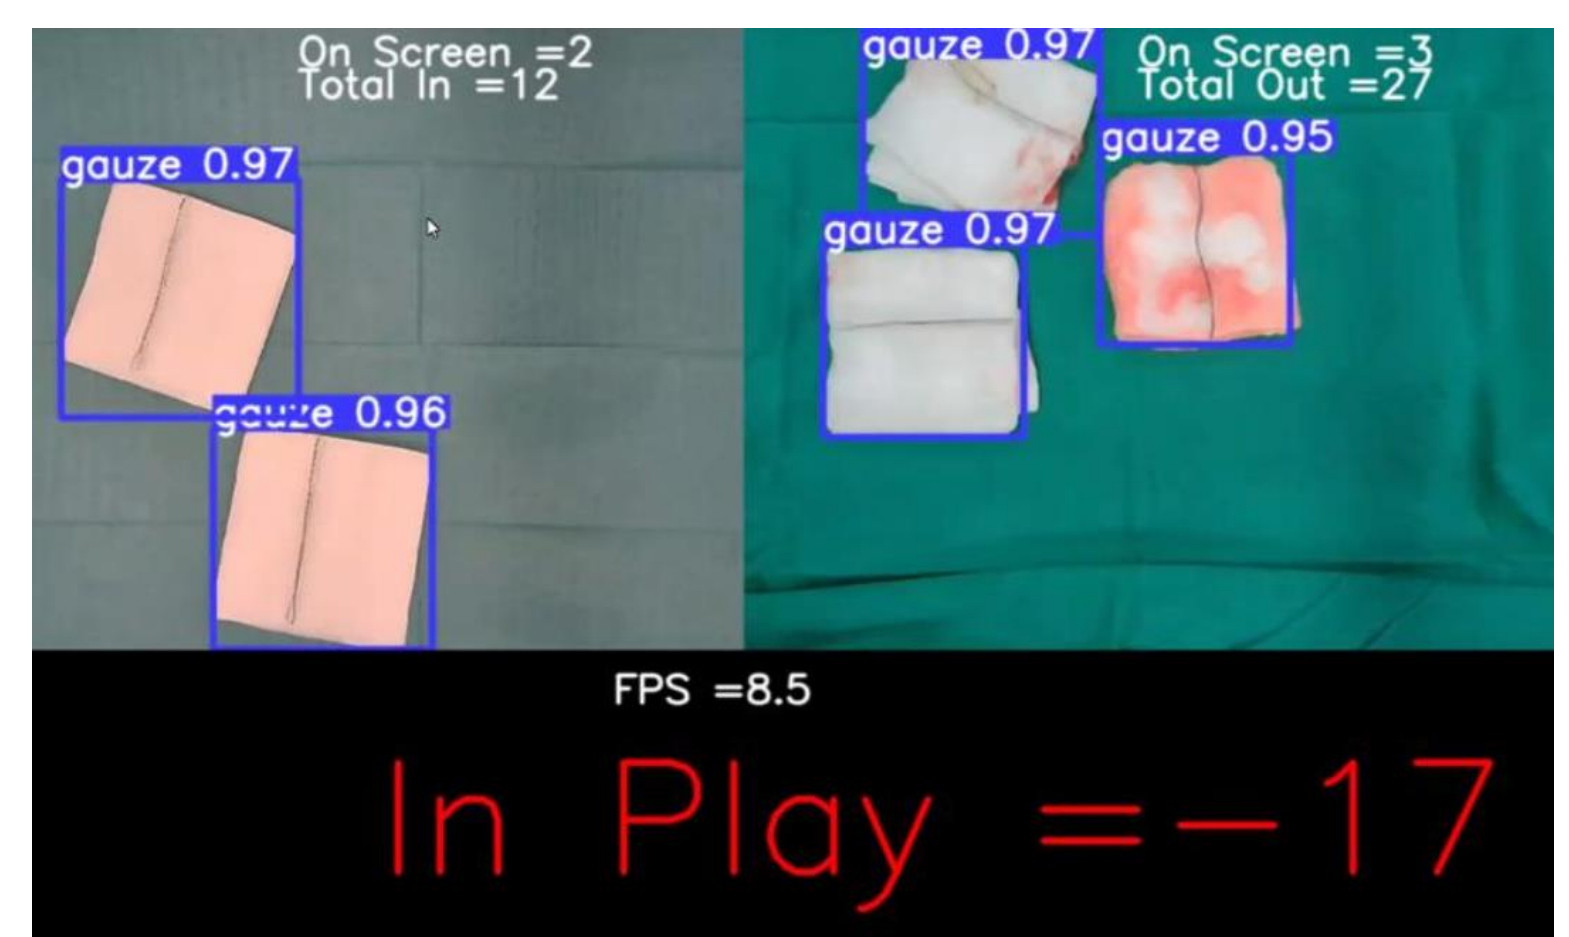 On Screen =2
Total In =12
gauze 0.97
gauze 0.96
gauze 0.97
On Screen =3
Total Out =27
gauze 0.95
gauze 0.97
FPS =8.5
In Play =-17